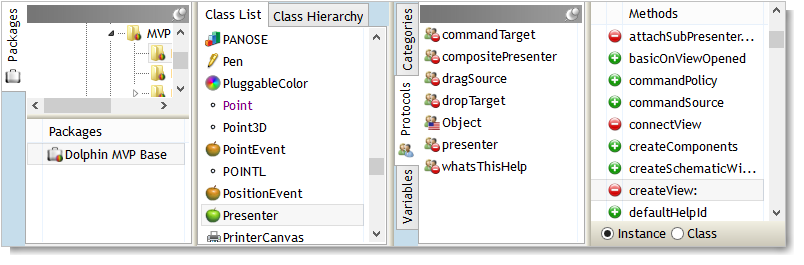 Packages
MVP
Packages
Dolphin MVP Base
Class List
Class Hierarchy
PANOSE
Pen
PluggableColor
Point
Point3D
PointEvent
POINTL
PositionEvent
Presenter
PrinterCanvas
Categories
Protocols
Variables
commandTarget
compositePresenter
dragSource
dropTarget
Object
presenter
whatsThisHelp
Methods
attachSubPresenter...
basicOnViewOpened
commandPolicy
commandSource
connectView
createComponents
createSchematicWi...
createView:
defaultHelpId
Instance
Class